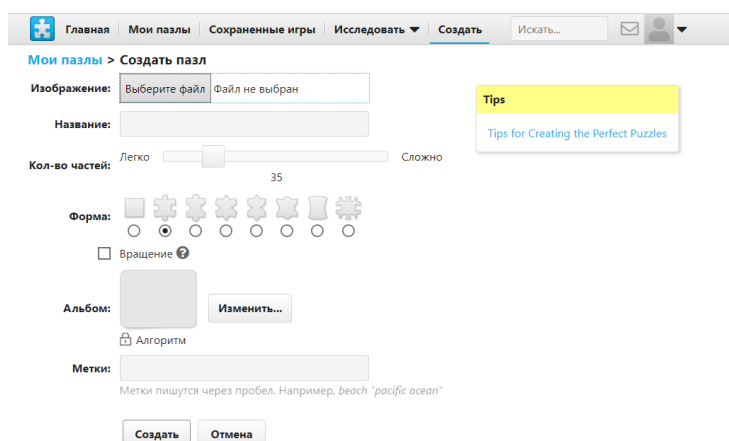 Главная Мои пазлы Сохраненные игры Исследовать Создать Искать...
Мои пазлы > Создать пазл
Изображение: Выберите файл Файл не выбран
Tips
Название:
Tips for Creating the Perfect Puzzles
Легко Сложно
Кол-во частей:
35
Форма:
Вращение ?
Альбом: Изменить...
Алгоритм
Метки:
Метки пишутся через пробел. Например, beach "pacific ocean"
Создать Отмена